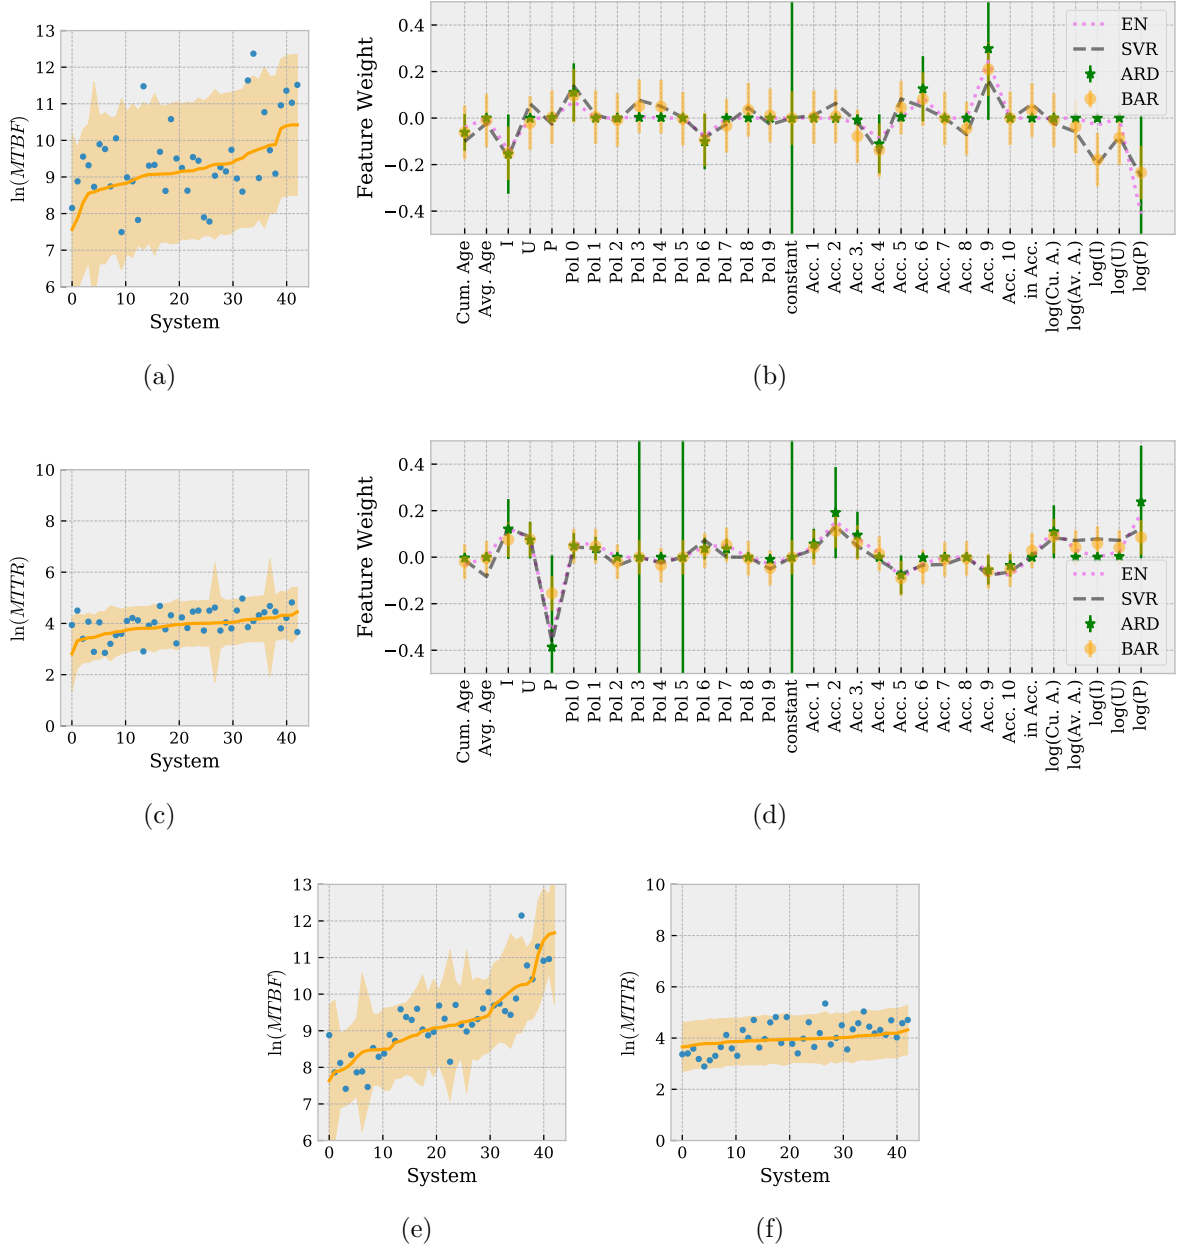 13
12
11
10
9
8
7
6
ln(MTBF)
0 10 20 30 40
System
(a)
0.4
0.2
0.0
−0.2
−0.4
Feature Weight
EN
SVR
ARD
BAR
Cum. Age
Avg. Age
I
U
P
Pol 0
Pol 1
Pol 2
Pol 3
Pol 4
Pol 5
Pol 6
Pol 7
Pol 8
Pol 9
constant
Acc. 1
Acc. 2
Acc 3.
Acc. 4
Acc. 5
Acc. 6
Acc. 7
Acc. 8
Acc. 9
Acc. 10
in Acc.
log(Cu. A.)
log(Av. A.)
log(I)
log(U)
log(P)
(b)
10
8
6
4
2
0
ln(MTTR)
0 10 20 30 40
System
(c)
0.4
0.2
0.0
−0.2
−0.4
Feature Weight
EN
SVR
ARD
BAR
Cum. Age
Avg. Age
I
U
P
Pol 0
Pol 1
Pol 2
Pol 3
Pol 4
Pol 5
Pol 6
Pol 7
Pol 8
Pol 9
constant
Acc. 1
Acc. 2
Acc 3.
Acc. 4
Acc. 5
Acc. 6
Acc. 7
Acc. 8
Acc. 9
Acc. 10
in Acc.
log(Cu. A.)
log(Av. A.)
log(I)
log(U)
log(P)
(d)
13
12
11
10
9
8
7
6
ln(MTBF)
0 10 20 30 40
System
(e)
10
8
6
4
2
0
ln(MTTR)
0 10 20 30 40
System
(f)